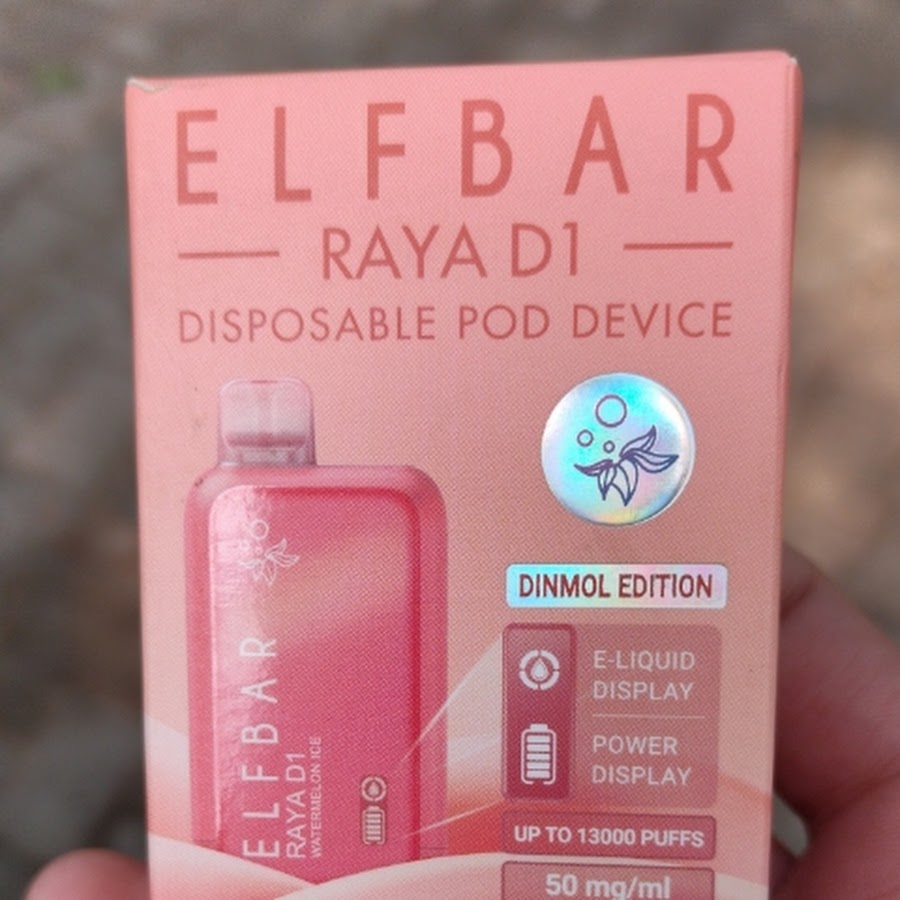 ELFBAR
RAYA D1
DISPOSABLE POD DEVICE
DINMOL EDITION
E-LIQUID
DISPLAY
POWER
DISPLAY
UP TO 13000 PUFFS
50 mg/ml
ELFBAR
RAYA D1
WATERMELON ICE